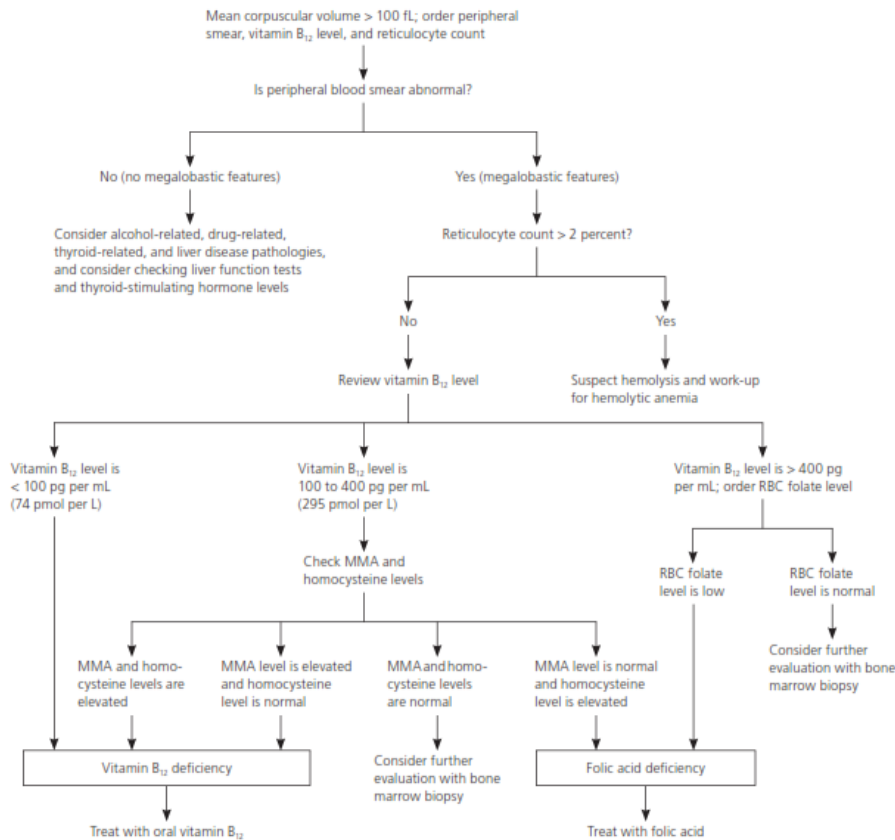 Mean corpuscular volume > 100 fL; order peripheral
smear, vitamin B₁₂ level, and reticulocyte count
Is peripheral blood smear abnormal?
No (no megalobastic features)
Yes (megalobastic features)
Consider alcohol-related, drug-related,
thyroid-related, and liver disease pathologies,
and consider checking liver function tests
and thyroid-stimulating hormone levels
Reticulocyte count > 2 percent?
No
Yes
Review vitamin B₁₂ level
Suspect hemolysis and work-up
for hemolytic anemia
Vitamin B₁₂ level is
< 100 pg per mL
(74 pmol per L)
Vitamin B₁₂ level is
100 to 400 pg per mL
(295 pmol per L)
Vitamin B₁₂ level is > 400 pg
per mL; order RBC folate level
Check MMA and
homocysteine levels
RBC folate
level is low
RBC folate
level is normal
Consider further
evaluation with bone
marrow biopsy
MMA and homo-
cysteine levels are
elevated
MMA level is elevated
and homocysteine
level is normal
MMA and homo-
cysteine levels
are normal
MMA level is normal
and homocysteine
level is elevated
Vitamin B₁₂ deficiency
Consider further
evaluation with bone
marrow biopsy
Folic acid deficiency
Treat with oral vitamin B₁₂
Treat with folic acid